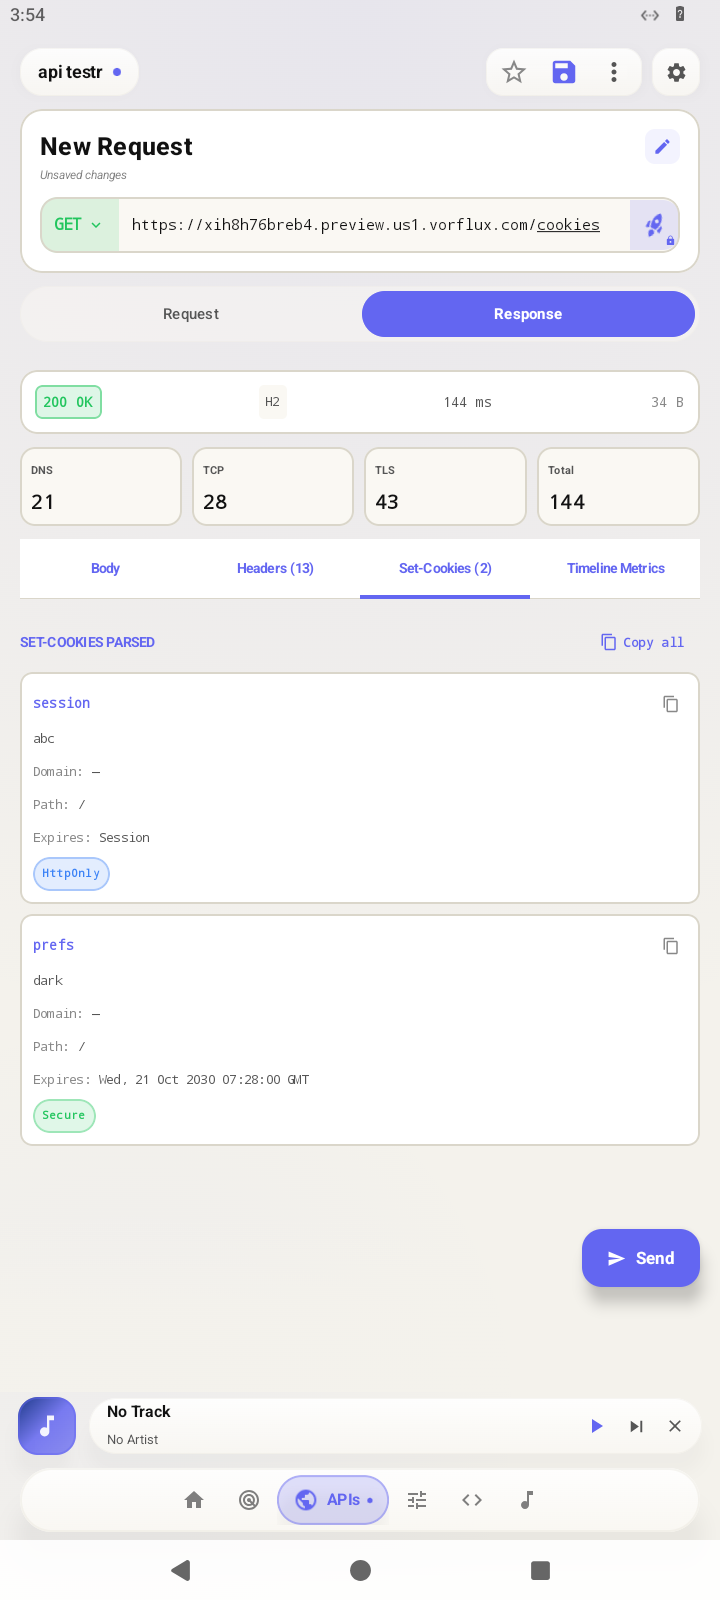 3:54
api testr
New Request
Unsaved changes
GET https://xih8h76breb4.preview.us1.vorflux.com/cookies
Request Response
200 OK H2 144 ms 34 B
DNS TCP TLS Total
21 28 43 144
Body Headers (13) Set-Cookies (2) Timeline Metrics
SET-COOKIES PARSED Copy all
session
abc
Domain: —
Path: /
Expires: Session
HttpOnly
prefs
dark
Domain: —
Path: /
Expires: Wed, 21 Oct 2030 07:28:00 GMT
Secure
Send
No Track
No Artist
APIs